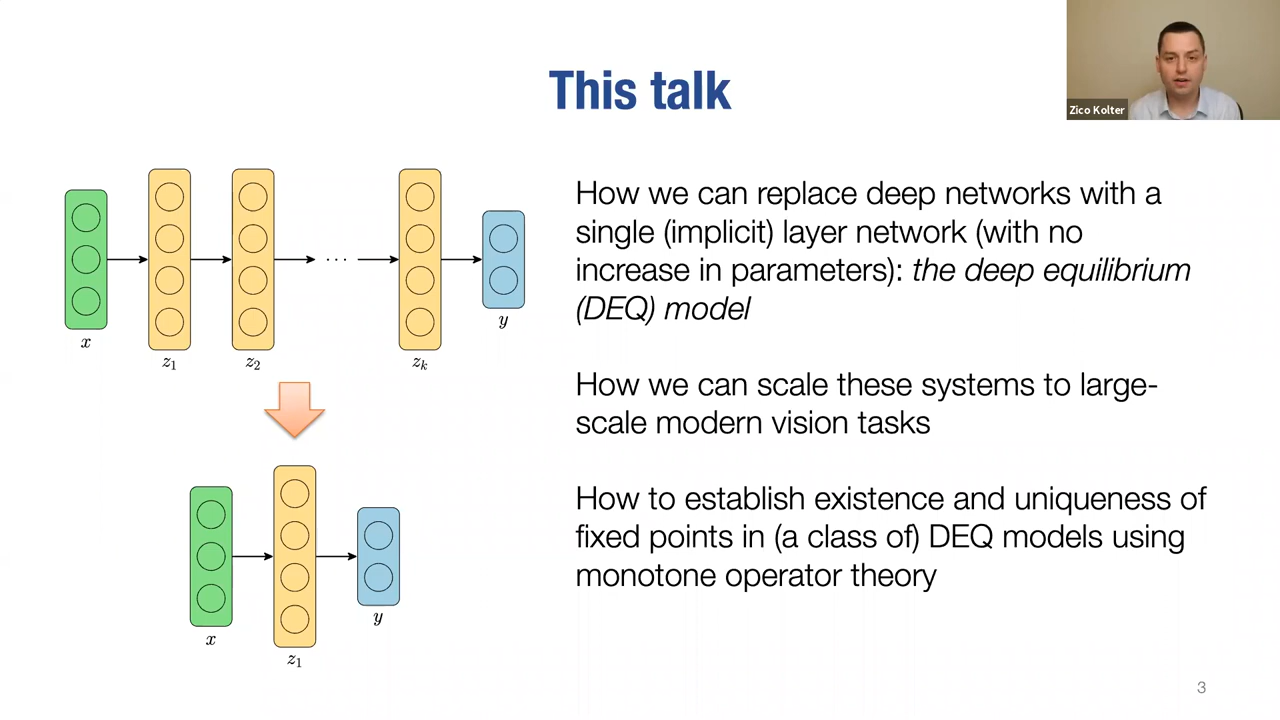 This talk
Zico Kolter
How we can replace deep networks with a
single (implicit) layer network (with no
increase in parameters): the deep equilibrium
(DEQ) model
How we can scale these systems to large-
scale modern vision tasks
How to establish existence and uniqueness of
fixed points in (a class of) DEQ models using
monotone operator theory
x
z₁
z₂
···
zₖ
y
x
z₁
y
3